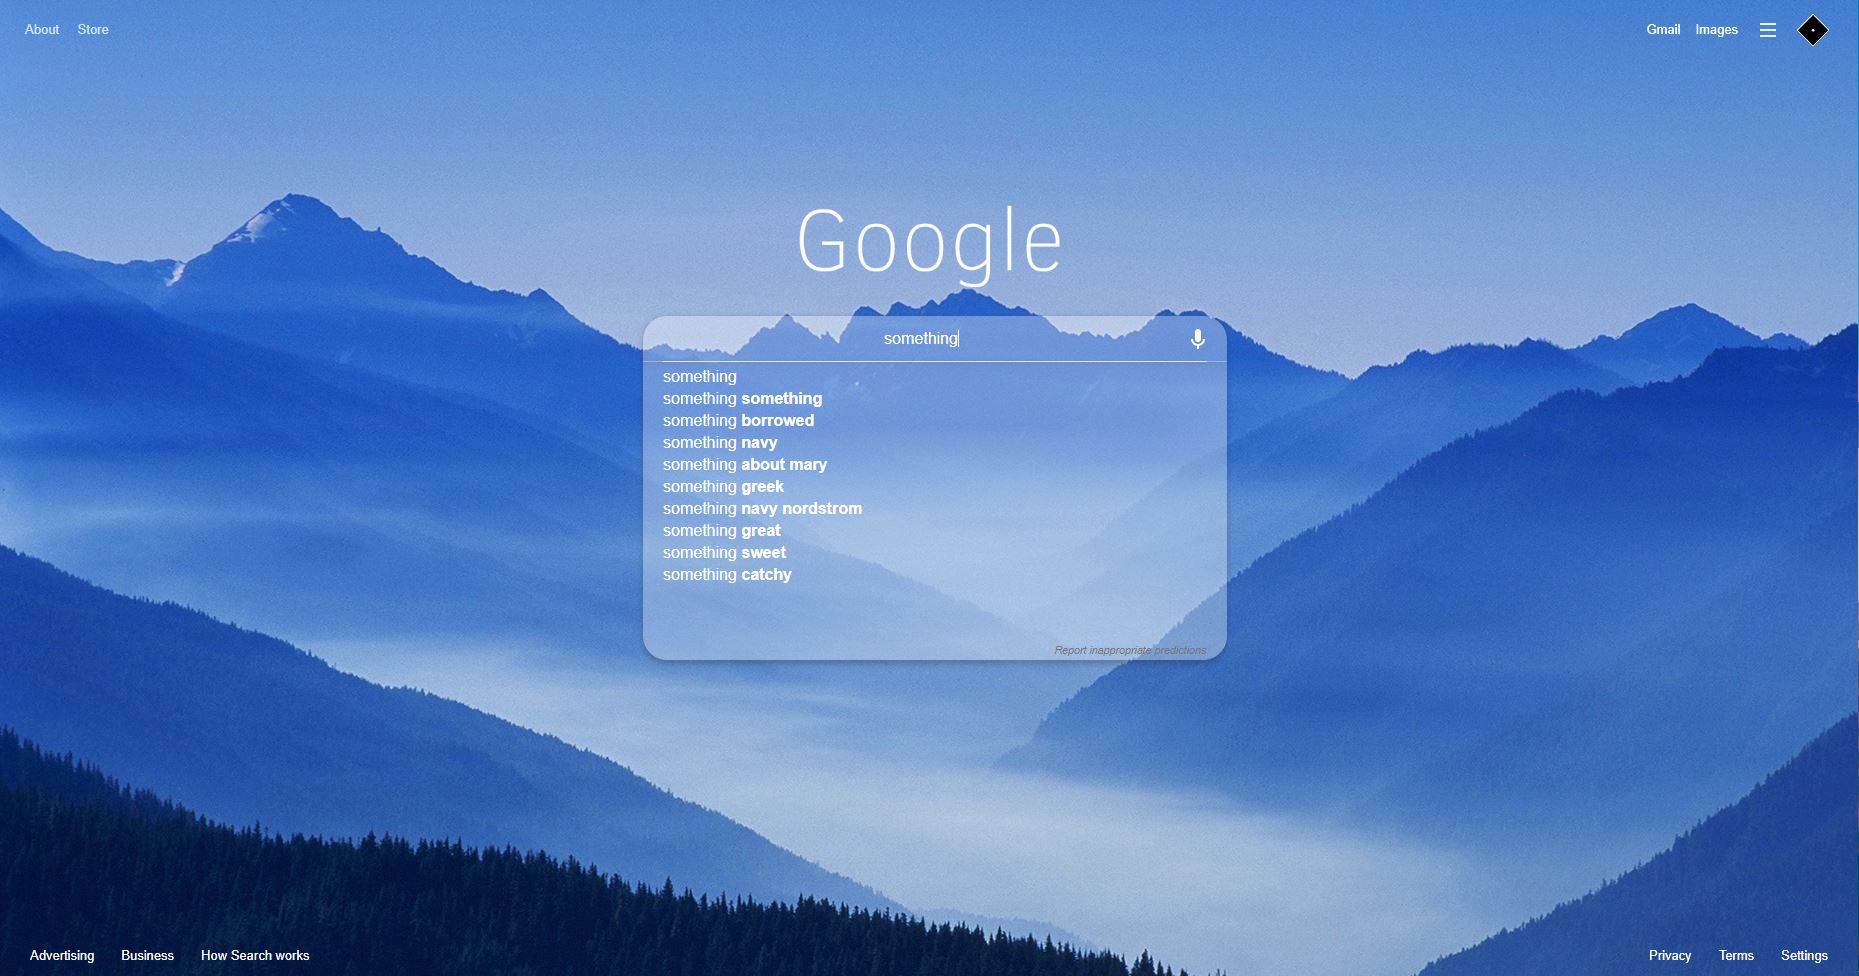 About Store
Gmail Images
Google
something
something
something something
something borrowed
something navy
something about mary
something greek
something navy nordstrom
something great
something sweet
something catchy
Report inappropriate predictions
Advertising Business How Search works
Privacy Terms Settings